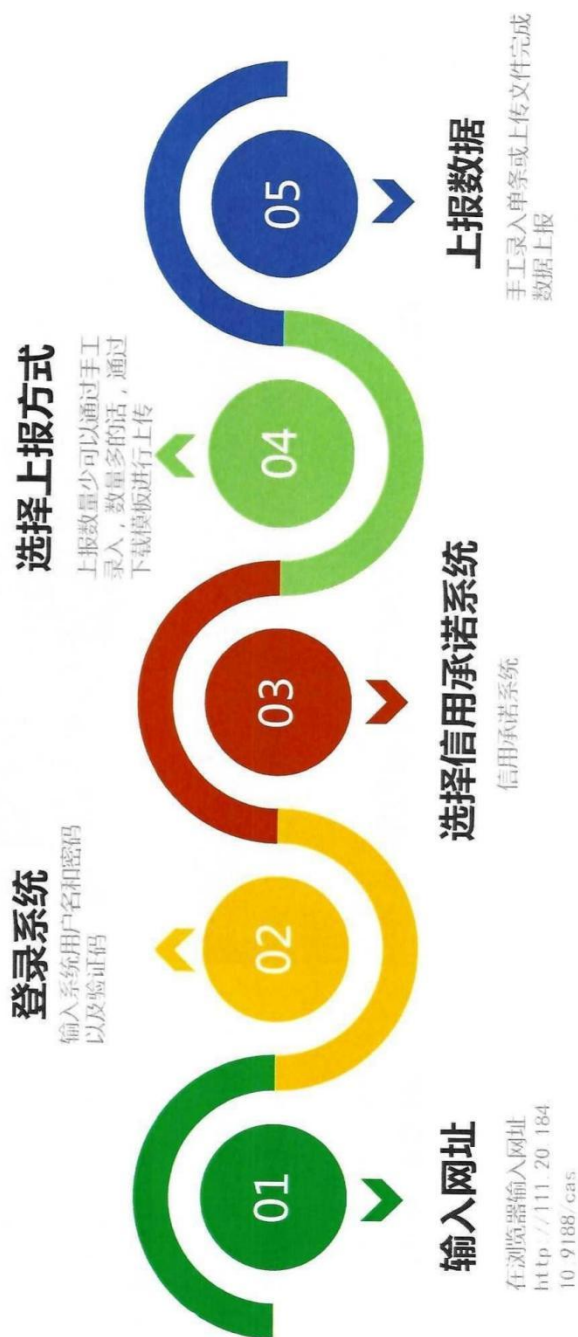 01
输入网址
在浏览器输入网址
http://111.20.184
10.9188/cas
02
登录系统
输入系统用户名和密码
以及验证码
03
选择信用承诺系统
信用承诺系统
04
选择上报方式
上报数量少可以通过手工
录入，数量多的话，通过
下载模板进行上传
05
上报数据
手工录入单条或上传文件完成
数据上报